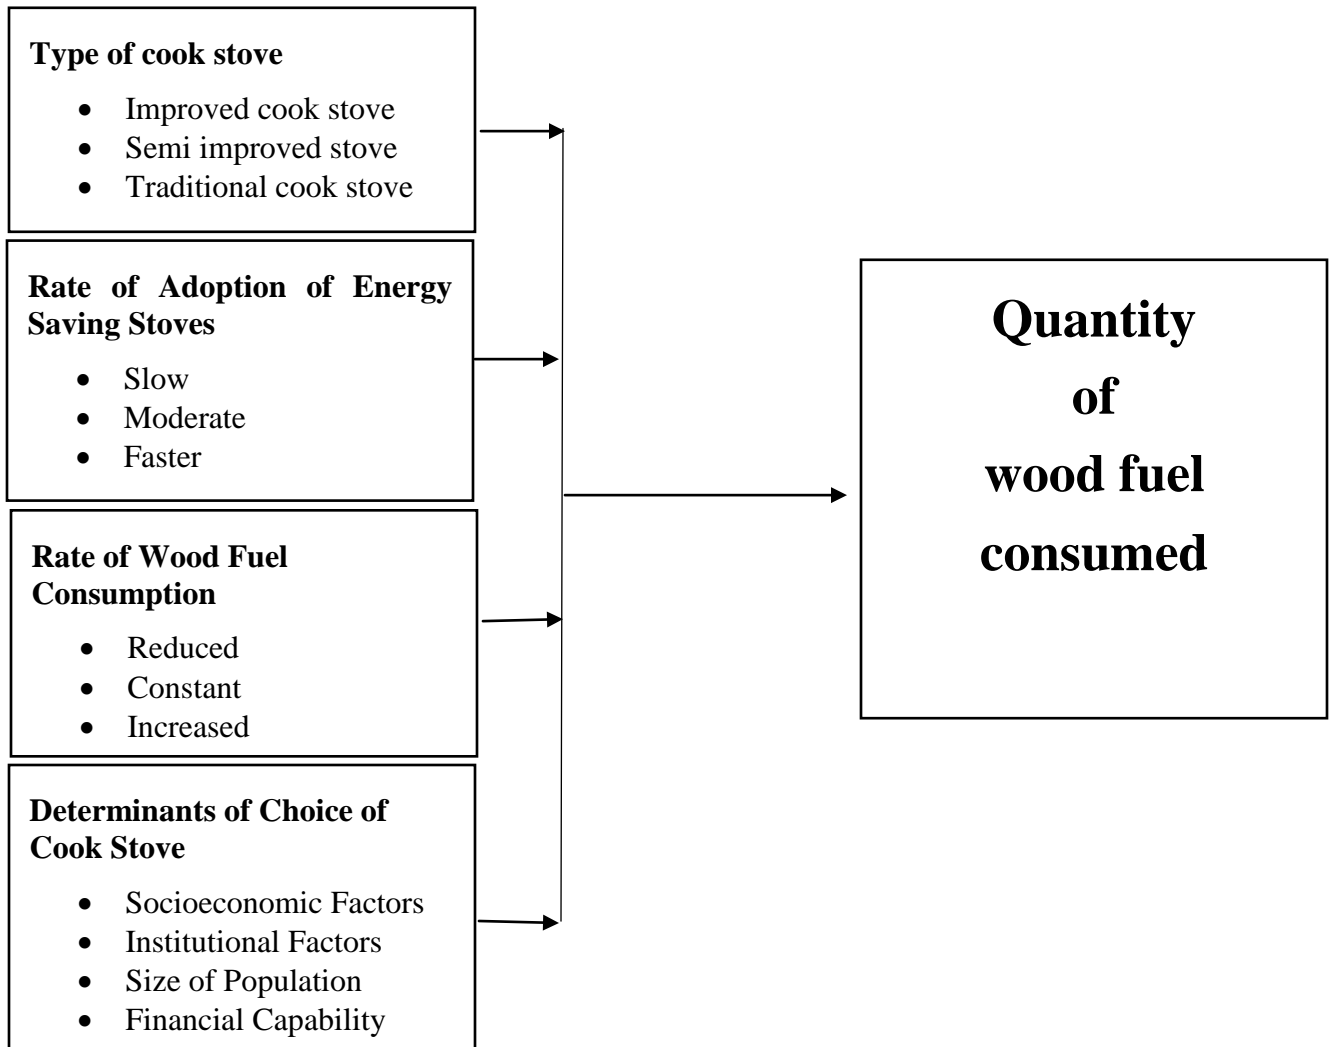 Type of cook stove
• Improved cook stove
• Semi improved stove
• Traditional cook stove
Rate of Adoption of Energy
Saving Stoves
• Slow
• Moderate
• Faster
Rate of Wood Fuel
Consumption
• Reduced
• Constant
• Increased
Determinants of Choice of
Cook Stove
• Socioeconomic Factors
• Institutional Factors
• Size of Population
• Financial Capability
Quantity
of
wood fuel
consumed